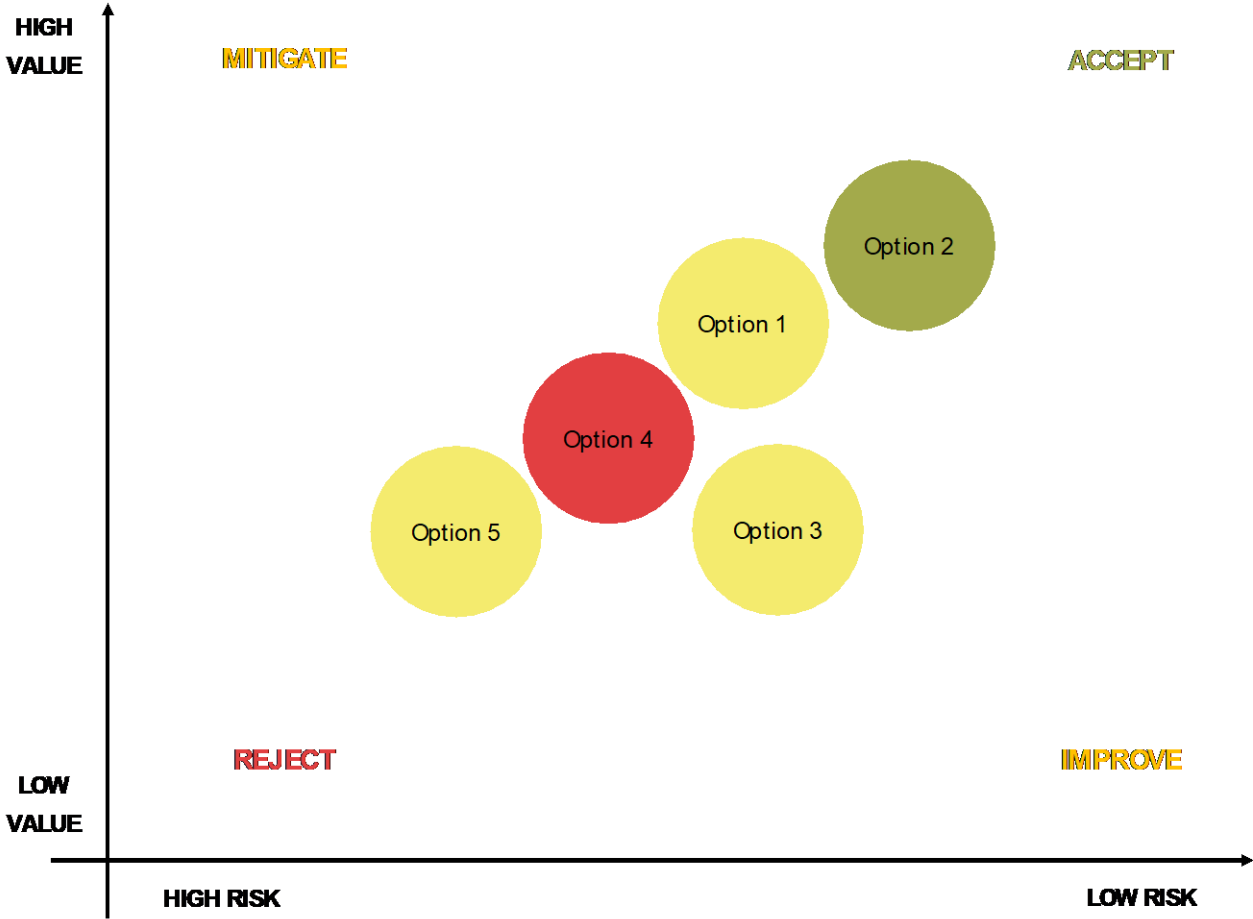 HIGH
VALUE
MITIGATE
ACCEPT
Option 2
Option 1
Option 4
Option 5
Option 3
REJECT
IMPROVE
LOW
VALUE
HIGH RISK
LOW RISK